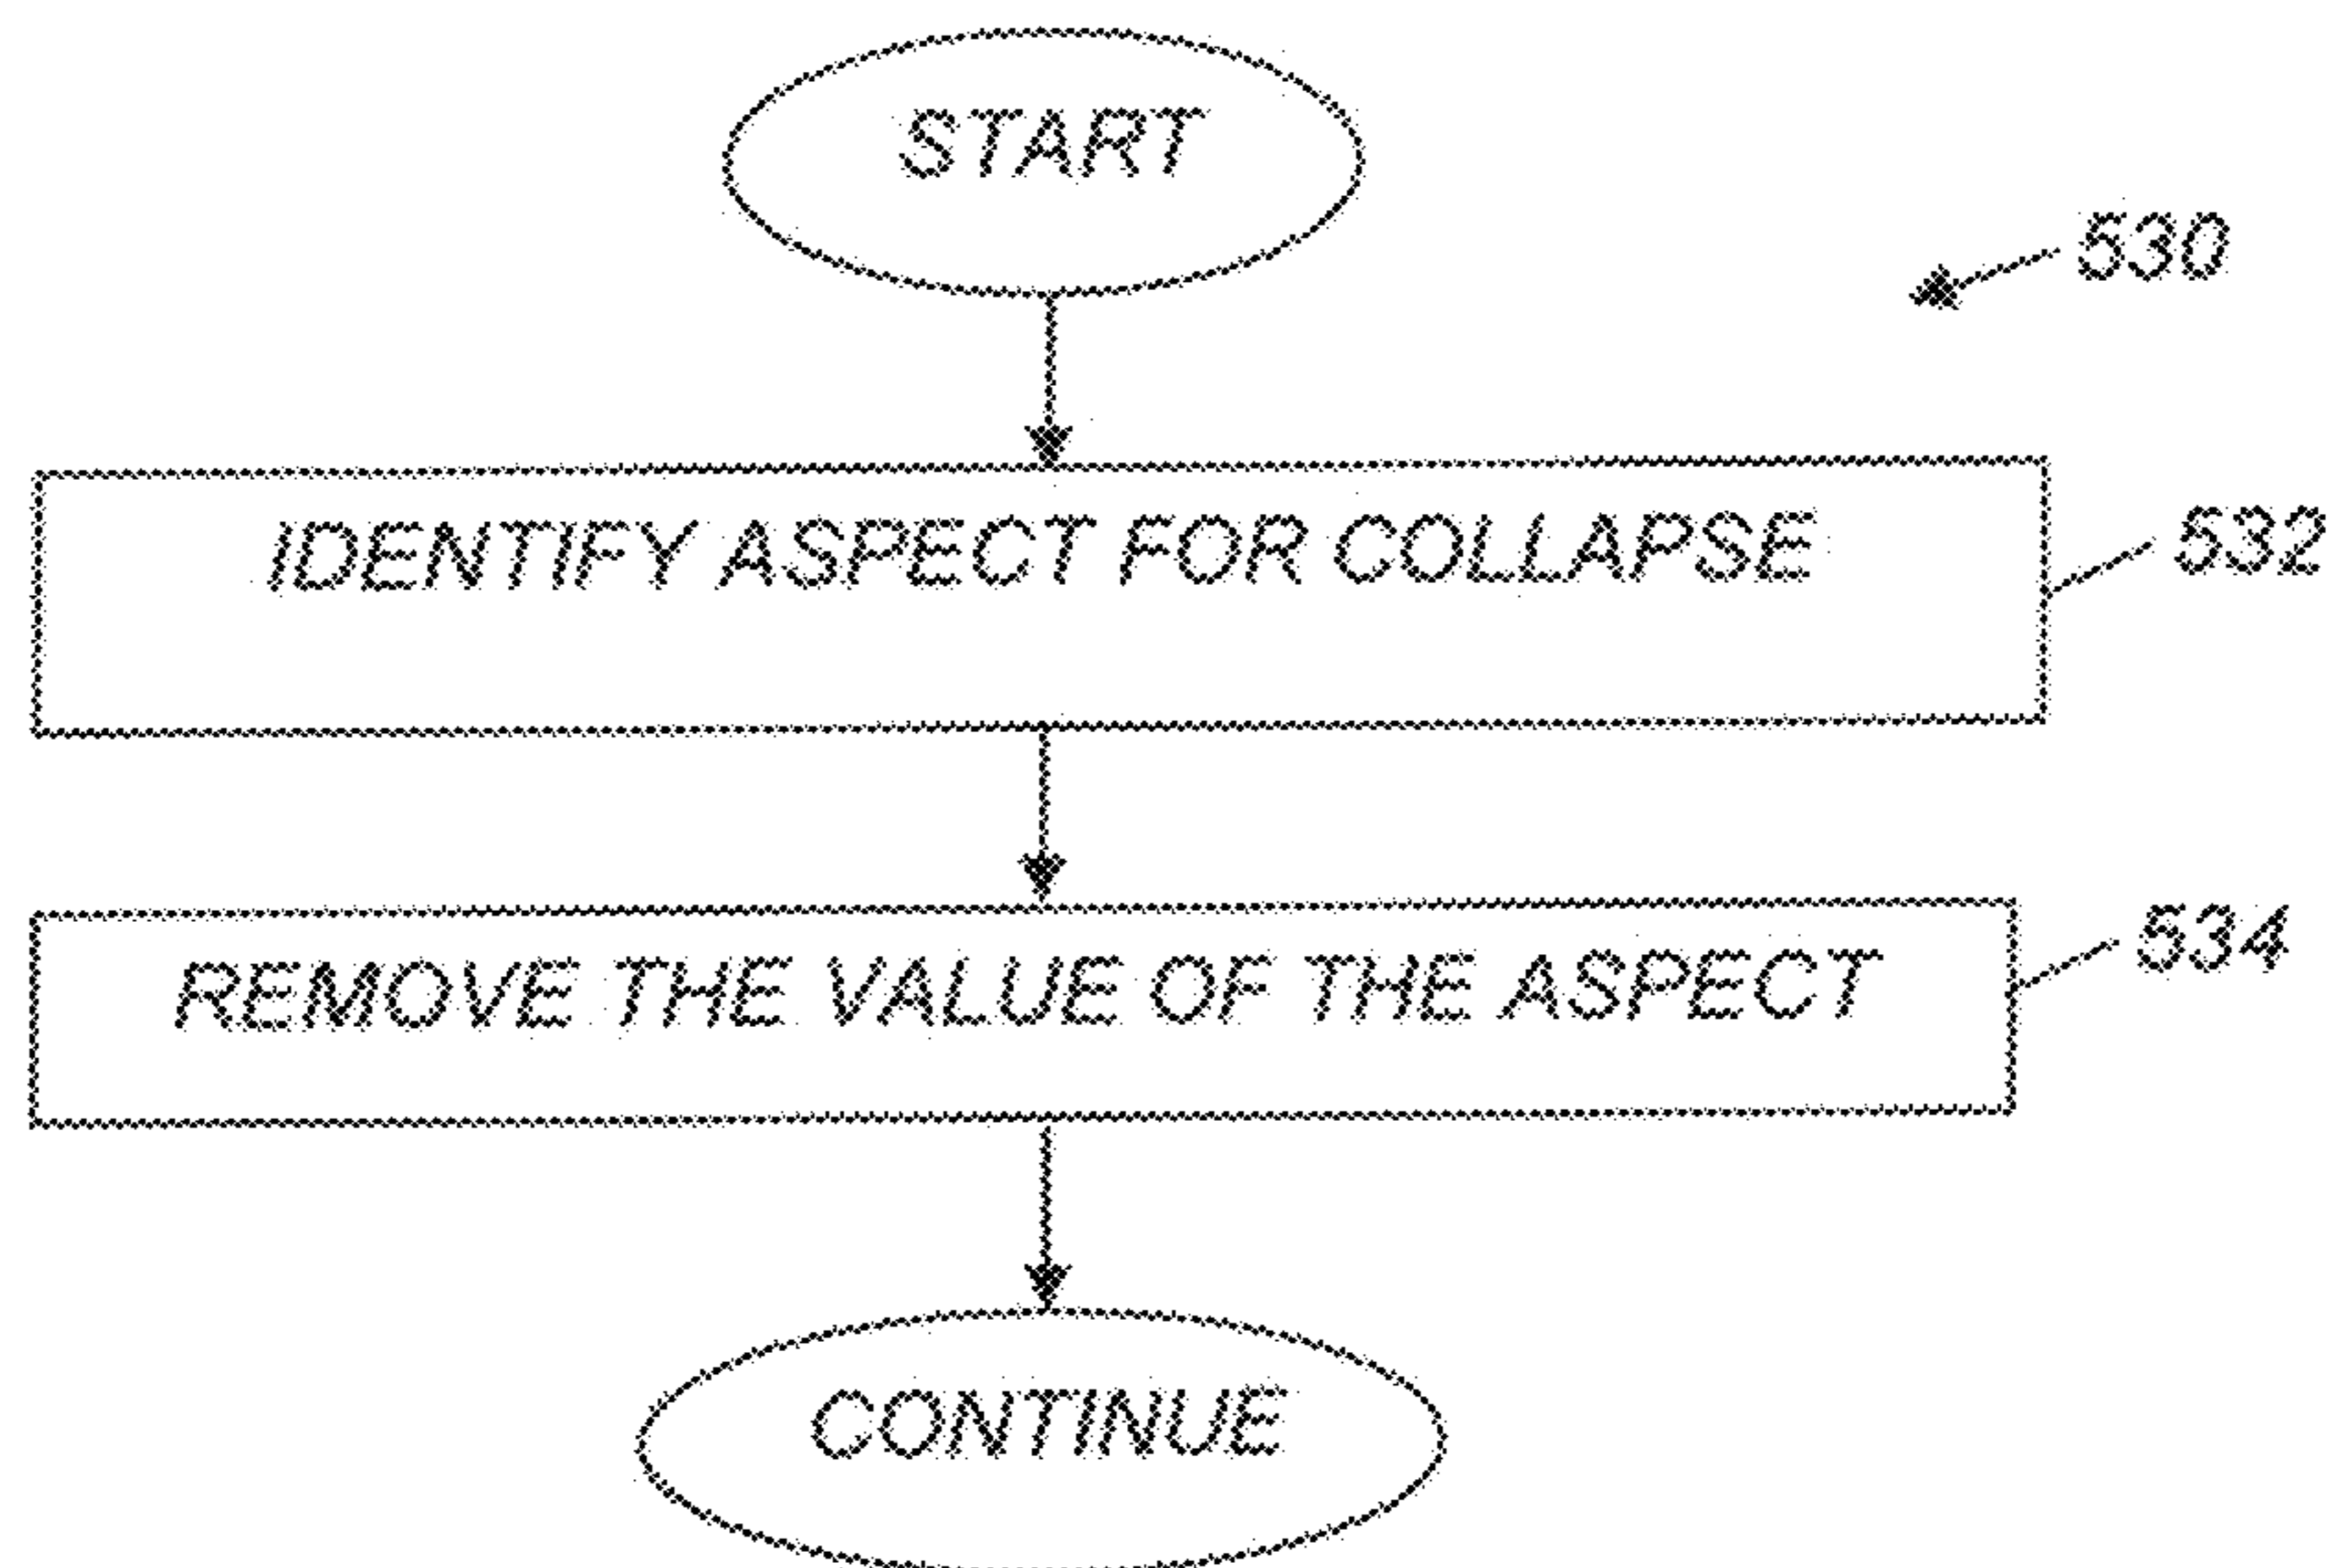 START
530
IDENTIFY ASPECT FOR COLLAPSE
532
REMOVE THE VALUE OF THE ASPECT
534
CONTINUE